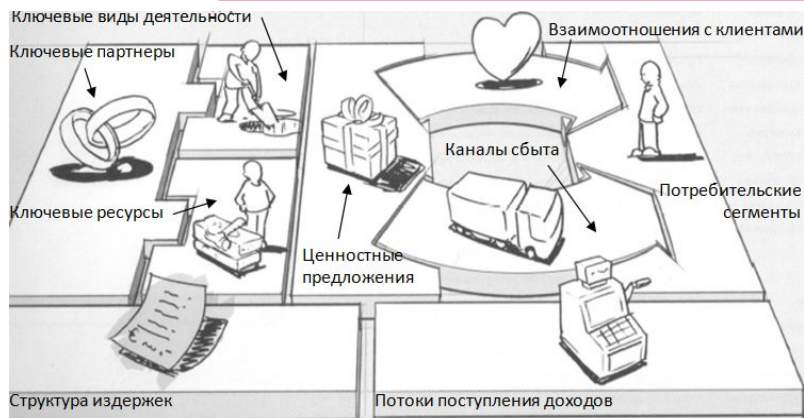 Ключевые виды деятельности
Ключевые партнеры
Взаимоотношения с клиентами
Каналы сбыта
Ключевые ресурсы
Потребительские
сегменты
Ценностные
предложения
Структура издержек
Потоки поступления доходов